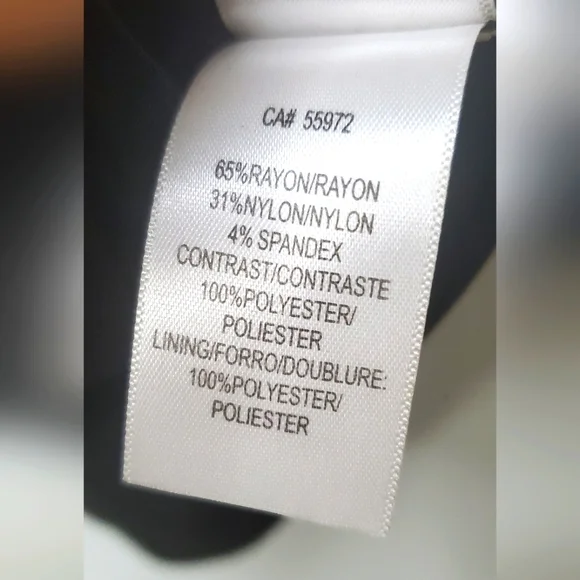 CA# 55972
65%RAYON/RAYON
31%NYLON/NYLON
4% SPANDEX
CONTRAST/CONTRASTE
100%POLYESTER/
POLIESTER
LINING/FORRO/DOUBLURE:
100%POLYESTER/
POLIESTER